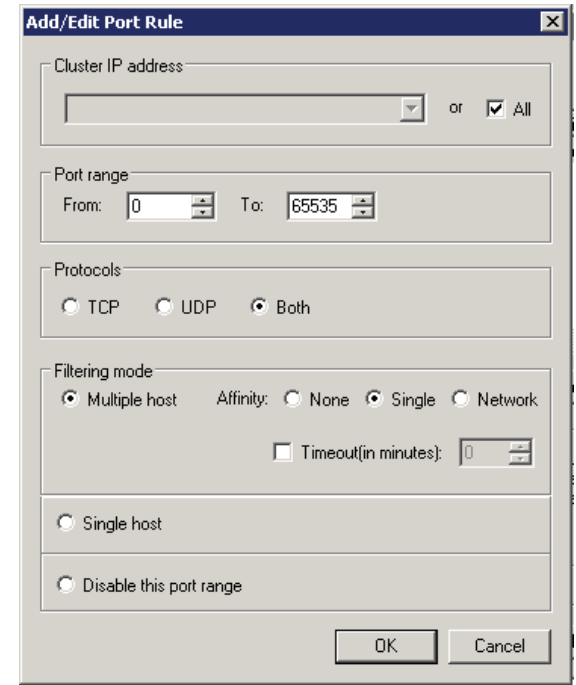 Add/Edit Port Rule
Cluster IP address
or All
Port range
From: 0 To: 65535
Protocols
TCP UDP Both
Filtering mode
Multiple host Affinity: None Single Network
Timeout(in minutes): 0
Single host
Disable this port range
OK Cancel